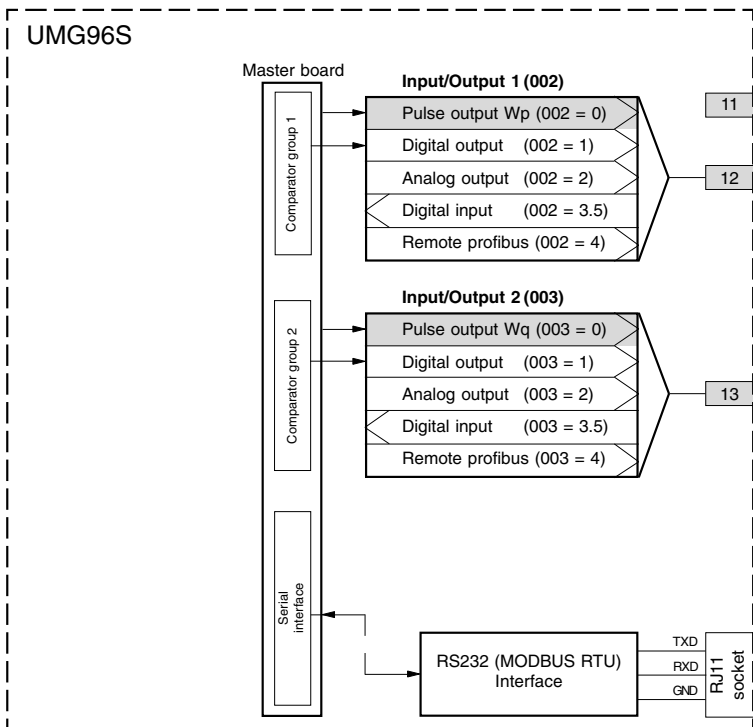 UMG96S
Master board
Comparator group 1
Input/Output 1 (002)
Pulse output Wp (002 = 0)
Digital output (002 = 1)
Analog output (002 = 2)
Digital input (002 = 3.5)
Remote profibus (002 = 4)
11
12
Comparator group 2
Input/Output 2 (003)
Pulse output Wq (003 = 0)
Digital output (003 = 1)
Analog output (003 = 2)
Digital input (003 = 3.5)
Remote profibus (003 = 4)
13
Serial
interface
RS232 (MODBUS RTU)
Interface
TXD
RXD
GND
RJ11
socket